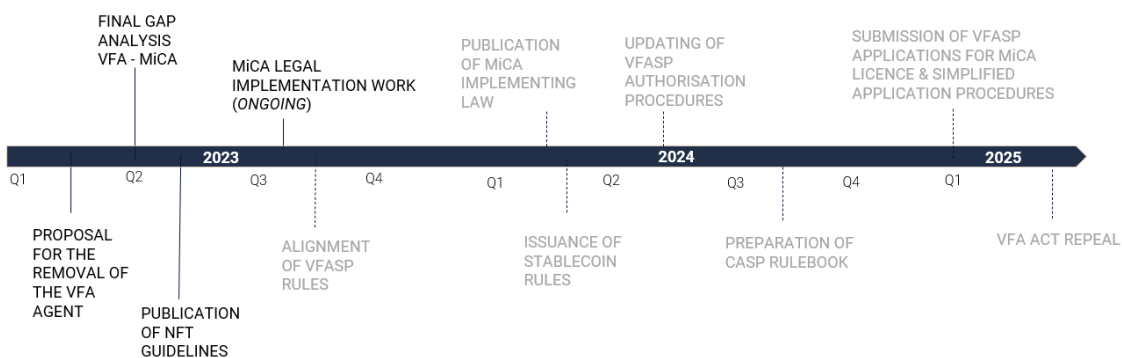 FINAL GAP
ANALYSIS
VFA - MiCA
MiCA LEGAL
IMPLEMENTATION WORK
(ONGOING)
PUBLICATION
OF MiCA
IMPLEMENTING
LAW
UPDATING OF
VFASP
AUTHORISATION
PROCEDURES
SUBMISSION OF VFASP
APPLICATIONS FOR MiCA
LICENCE & SIMPLIFIED
APPLICATION PROCEDURES
2023 2024 2025
Q1 Q2 Q3 Q4 Q1 Q2 Q3 Q4 Q1
PROPOSAL
FOR THE
REMOVAL OF
THE VFA
AGENT
PUBLICATION
OF NFT
GUIDELINES
ALIGNMENT
OF VFASP
RULES
ISSUANCE OF
STABLECOIN
RULES
PREPARATION OF
CASP RULEBOOK
VFA ACT REPEAL